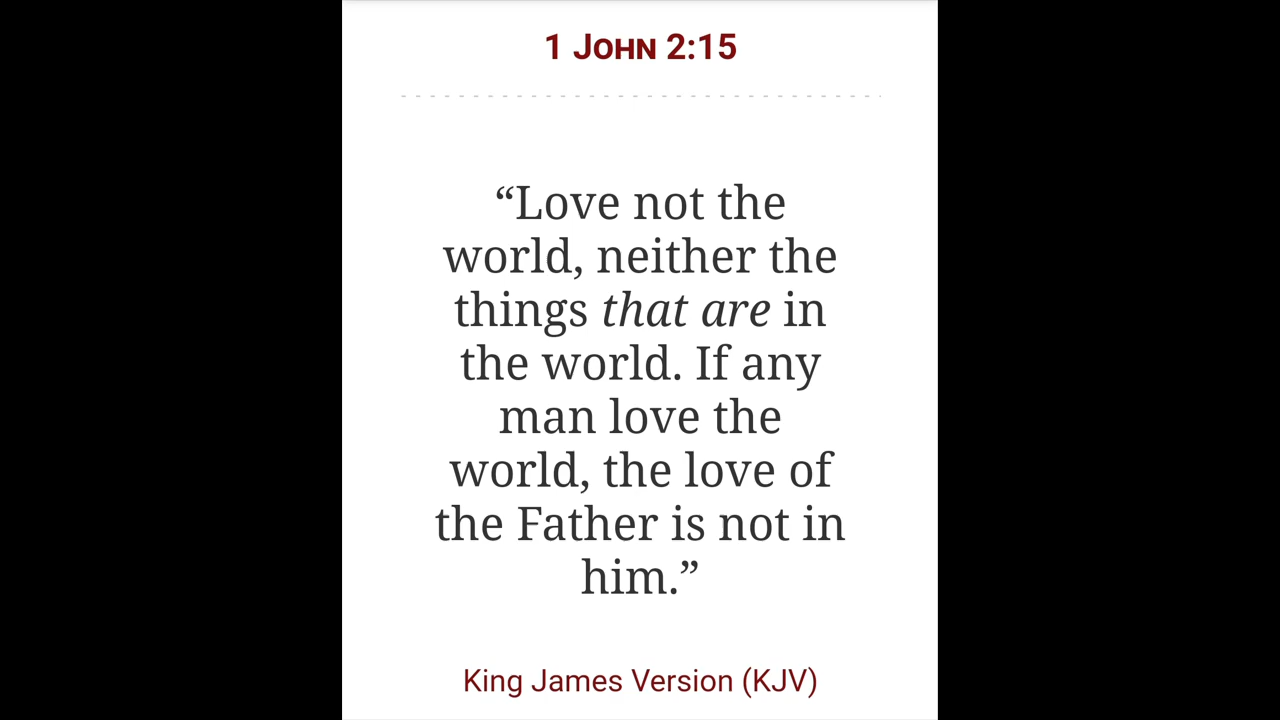 1 John 2:15
“Love not the
world, neither the
things that are in
the world. If any
man love the
world, the love of
the Father is not in
him.”
King James Version (KJV)